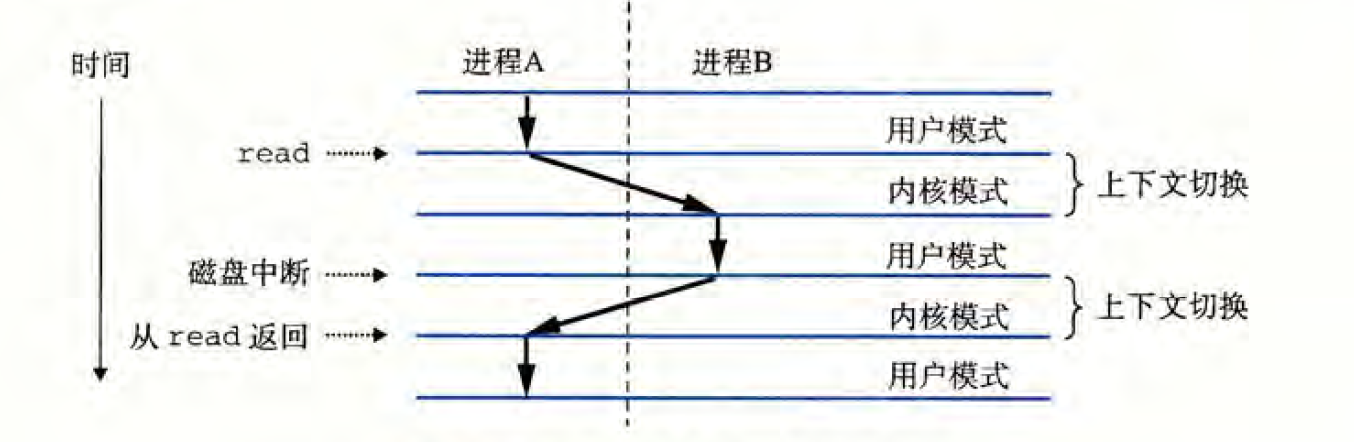 时间
进程A
进程B
用户模式
read
内核模式
上下文切换
用户模式
磁盘中断
内核模式
上下文切换
从 read 返回
用户模式